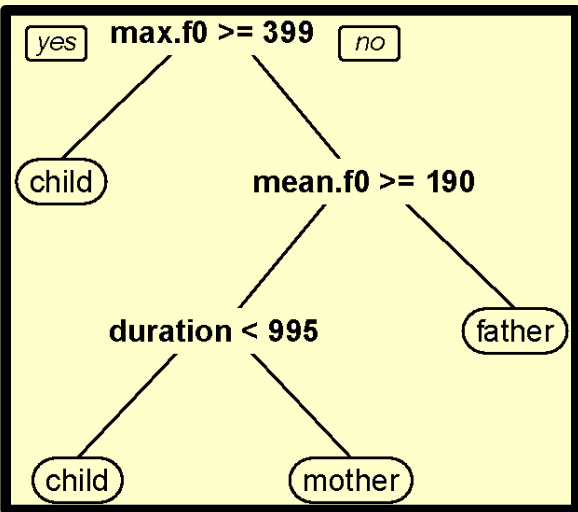 yes max.f0 >= 399 no
child mean.f0 >= 190
duration < 995 father
child mother